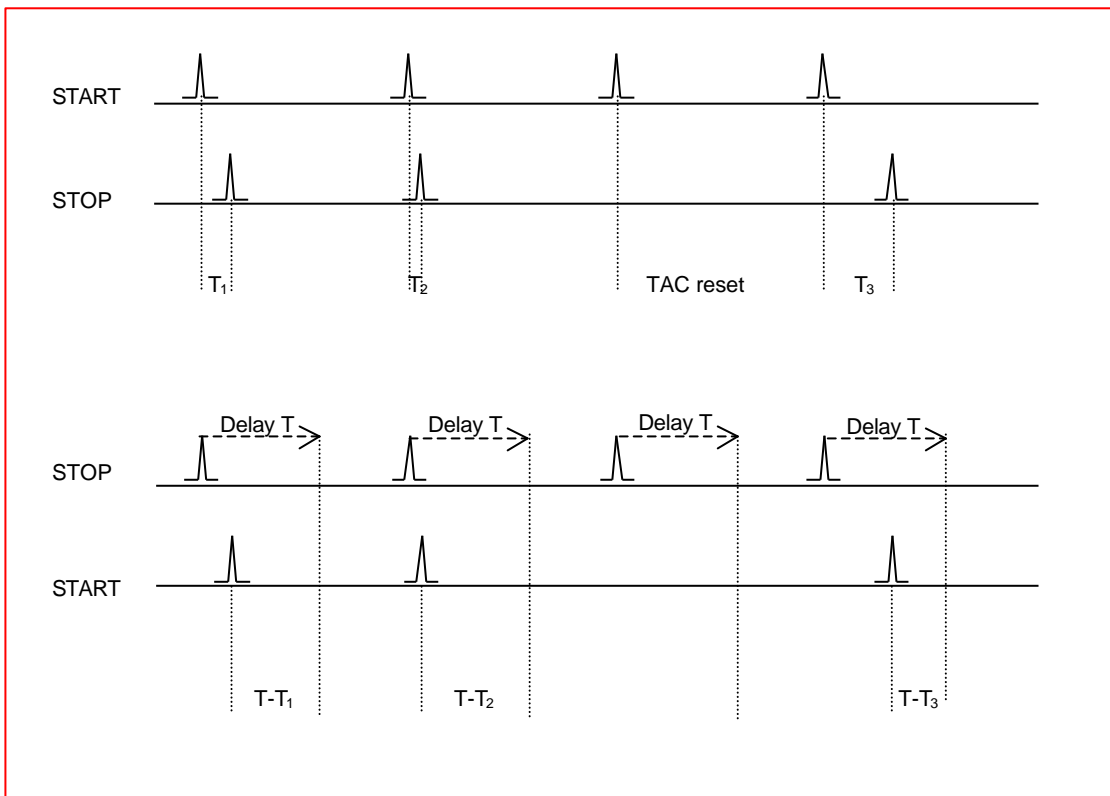 START
STOP
T₁ T₂ TAC reset T₃
Delay T Delay T Delay T Delay T
STOP
START
T-T₁ T-T₂ T-T₃